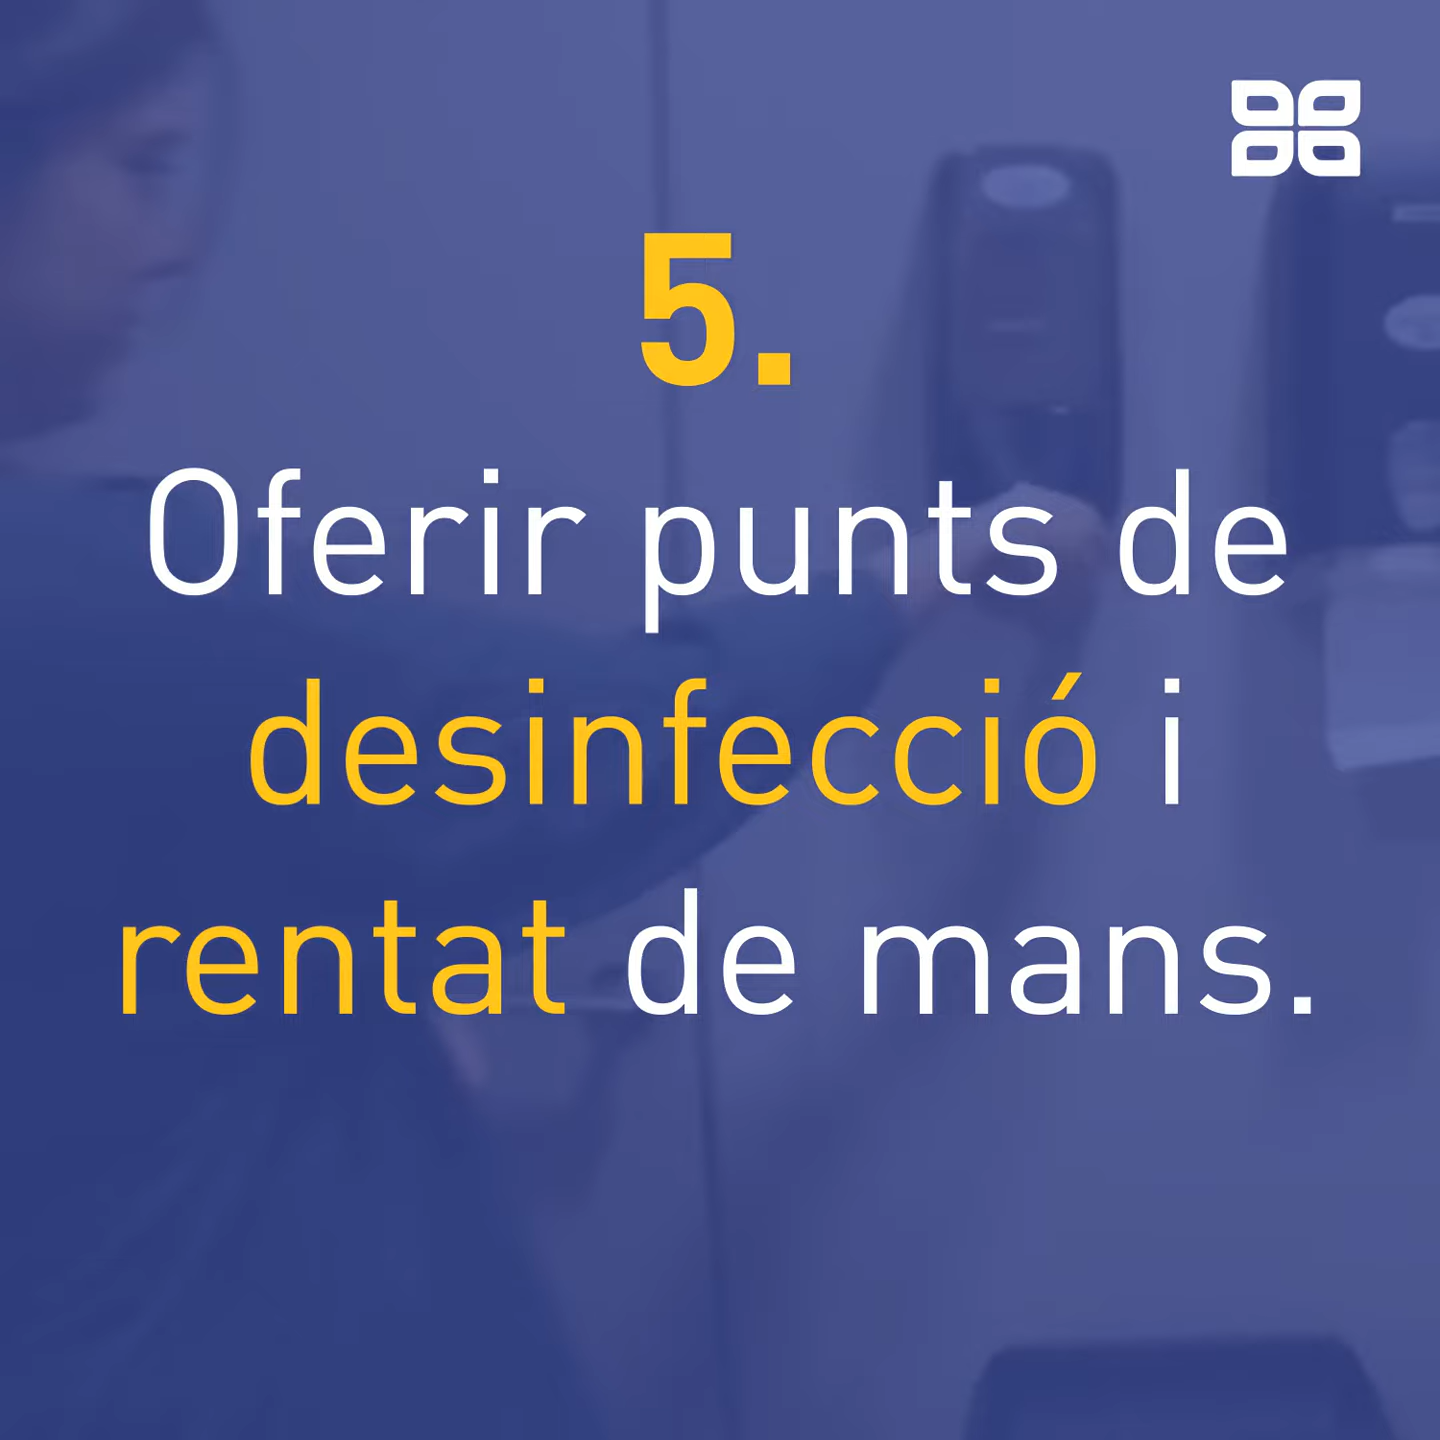 5.
Oferir punts de
desinfecció i
rentat de mans.